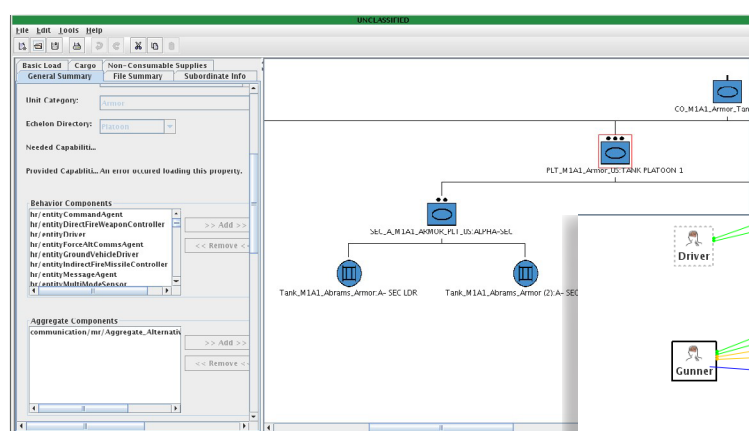 UNCLASSIFIED
File Edit Tools Help
Basic Load Cargo Non-Consumable Supplies
General Summary File Summary Subordinate Info
Unit Category: Armor
Echelon Directory: Platoon
Needed Capabiliti...
Provided Capabliti... An error occured loading this property.
Behavior Components
hr/entityCommandAgent
hr/entityDirectFireWeaponController
hr/entityDriver
hr/entityForceAltCommsAgent
hr/entityGroundVehicleDriver
hr/entityIndirectFireMissileController
hr/entityMessageAgent
hr/entityMultiModeSensor
>> Add >>
<< Remove <<
Aggregate Components
communication/mr/Aggregate_Alternativ
>> Add >>
<< Remove <<
CO_M1A1_Armor_Tan
PLT_M1A1_Armor_US:TANK PLATOON 1
SEC_A_M1A1_ARMOR_PLT_US:ALPHA-SEC
Tank_M1A1_Abrams_Armor:A- SEC LDR
Tank_M1A1_Abrams_Armor (2):A- SEC
Driver
Gunner